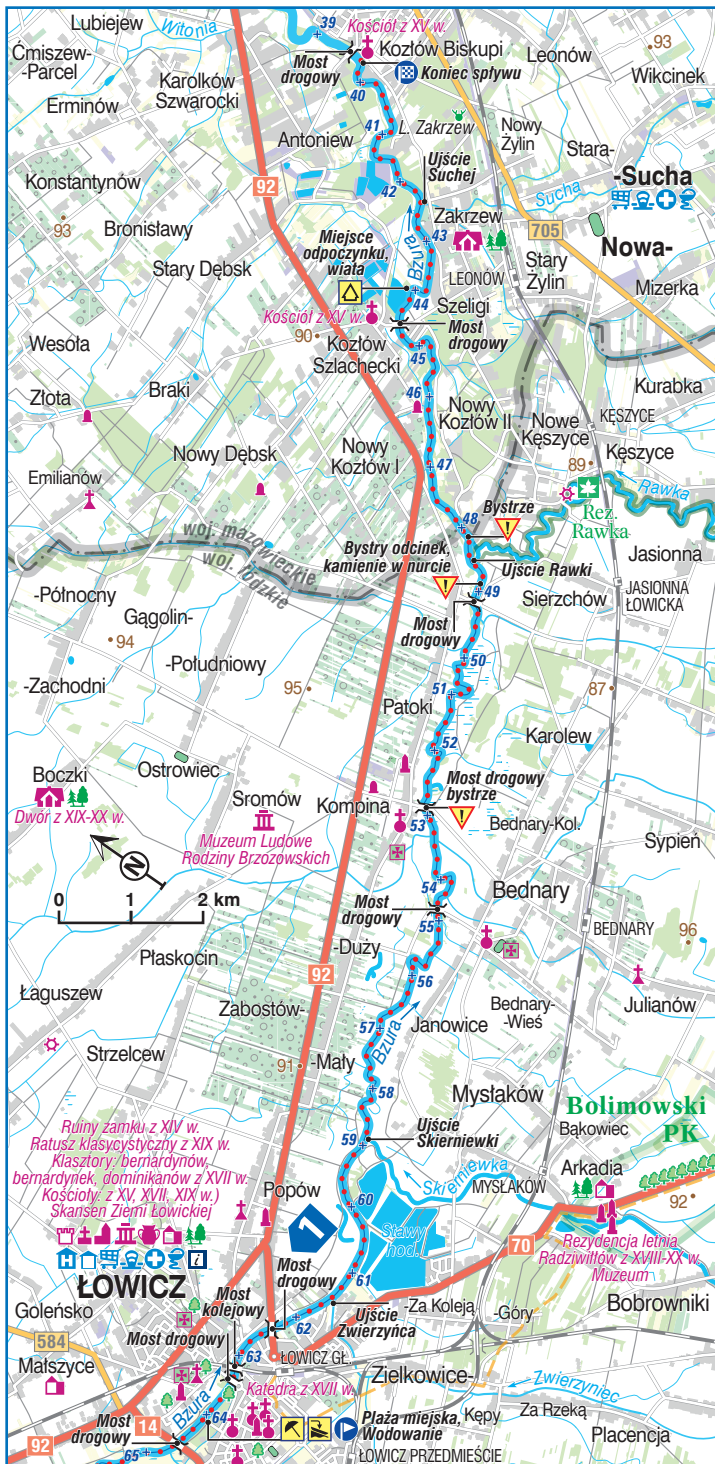 Lubiejew
Witonia
39
Kościół z XV w.
Kozłów Biskupi
Leonów
93
Ćmiszew-
-Parcel
Most
drogowy
Koniec spływu
Wikcinek
Karolków
Szwarocki
40
Erminów
41
L. Zakrzew
Nowy
Żylin
Antoniew
Stara-
Ujście
Suchej
-Sucha
Konstantynów
92
42
Sucha
93
Zakrzew
43
705
Bronisławy
Miejsce
odpoczynku,
wiata
Bzura
Stary
Żylin
Nowa-
Stary Dębsk
LEONÓW
44
Mizerka
Kościół z XV w.
Szeligi
Wesoła
90
Kozłów
Szlachecki
Most
drogowy
45
Złota
Braki
46
Kurabka
Nowy
Kozłów II
Nowe
Kęszyce
KĘSZYCE
Nowy Dębsk
Nowy
Kozłów I
47
89
Kęszyce
Emilianów
Rawka
Bystrze
Rez.
Rawka
48
woj. mazowieckie
woj. łódzkie
Bystry odcinek,
kamienie w nurcie
Jasionna
Ujście Rawki
-Północny
49
Sierzchów
JASIONNA
ŁOWICKA
Gągolin-
Most
drogowy
94
-Południowy
50
-Zachodni
95
51
87
Patoki
Karolew
52
Boczki
Ostrowiec
Most drogowy
bystrze
Dwór z XIX-XX w.
Sromów
Kompina
53
Bednary-Kol.
Muzeum Ludowe
Rodziny Brzozowskich
Sypień
N
0 1 2 km
54
Bednary
Most
drogowy
55
BEDNARY
96
Płaskocin
-Duży
92
56
Łaguszew
Bednary-
-Wieś
Julianów
Zabostów-
57
Bzura
Janowice
Strzelcew
91
-Mały
58
Mysłaków
Bolimowski
PK
Ruiny zamku z XIV w.
Ratusz klasycystyczny z XIX w.
Klasztory: bernardynów,
bernardynek, dominikanów z XVII w.
Kościoły: z XV, XVII, XIX w.)
Skansen Ziemi Łowickiej
59
Ujście
Skierniewki
Bąkowiec
Skierniewka
MYSŁAKÓW
Arkadia
Popów
60
92
1
Stawy
hod.
70
Rezydencja letnia
Radziwiłłów z XVIII-XX w.
Muzeum
ŁOWICZ
Most
kolejowy
Most
drogowy
61
Goleńsko
Ujście
Zwierzyńca
-Za Koleją
-Góry
Bobrowniki
584
Most drogowy
62
Małszyce
63
ŁOWICZ GŁ.
Zielkowice-
Zwierzyniec
Bzura
Katedra z XVII w.
64
Plaża miejska,
Wodowanie
Kępy
Za Rzeką
Most
drogowy
14
Placencja
92
65
ŁOWICZ PRZEDMIEŚCIE